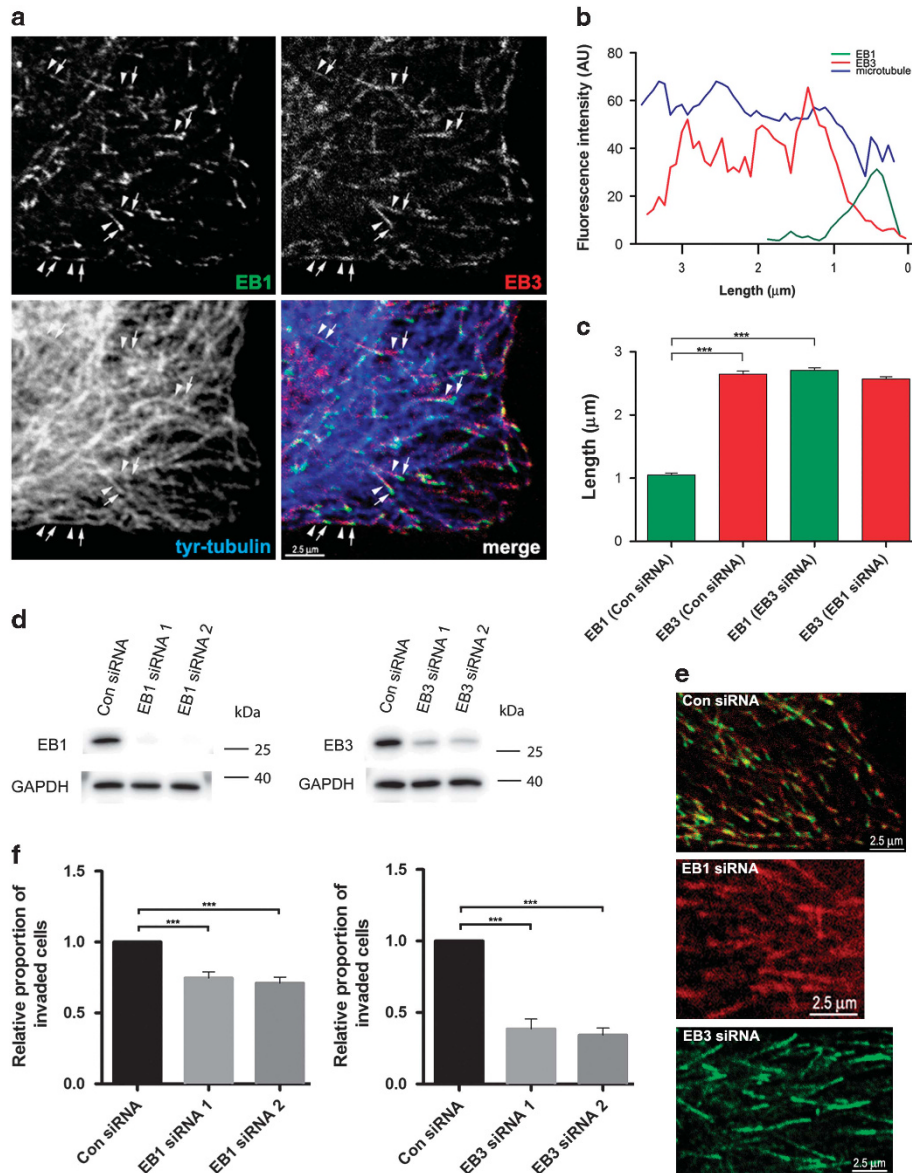 a
EB1
EB3
tyr-tubulin
2.5 µm
merge
b
Fluorescence intensity (AU)
80
60
40
20
0
EB1
EB3
microtubule
3
2
1
0
Length (µm)
c
Length (µm)
3
2
1
0
***
***
EB1 (Con siRNA)
EB3 (Con siRNA)
EB1 (EB3 siRNA)
EB3 (EB1 siRNA)
d
Con siRNA
EB1 siRNA 1
EB1 siRNA 2
kDa
EB1
25
GAPDH
40
Con siRNA
EB3 siRNA 1
EB3 siRNA 2
kDa
EB3
25
GAPDH
40
e
Con siRNA
2.5 µm
EB1 siRNA
2.5 µm
EB3 siRNA
2.5 µm
f
Relative proportion of
invaded cells
1.5
1.0
0.5
0.0
***
***
Con siRNA
EB1 siRNA 1
EB1 siRNA 2
Relative proportion of
invaded cells
1.5
1.0
0.5
0.0
***
***
Con siRNA
EB3 siRNA 1
EB3 siRNA 2